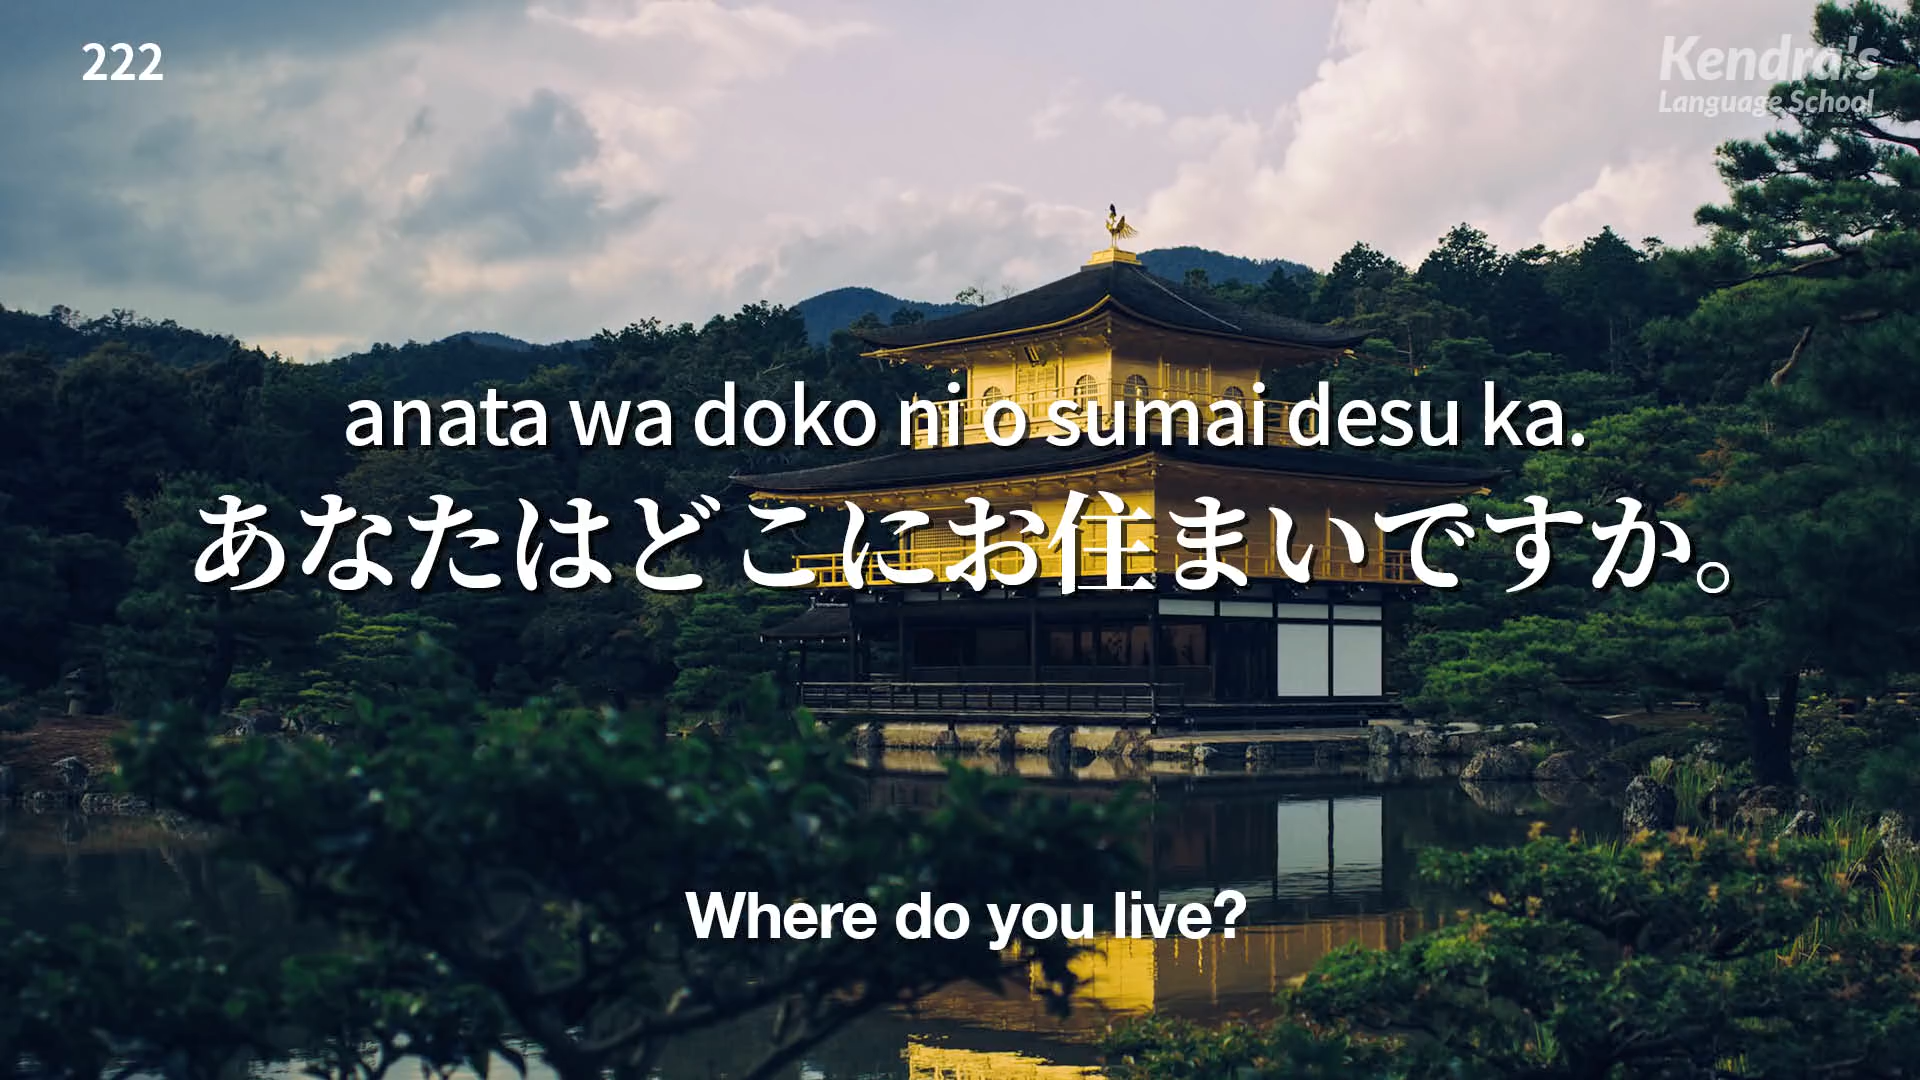 222
Kendra's
Language School
anata wa doko ni o sumai desu ka.
あなたはどこにお住まいですか。
Where do you live?